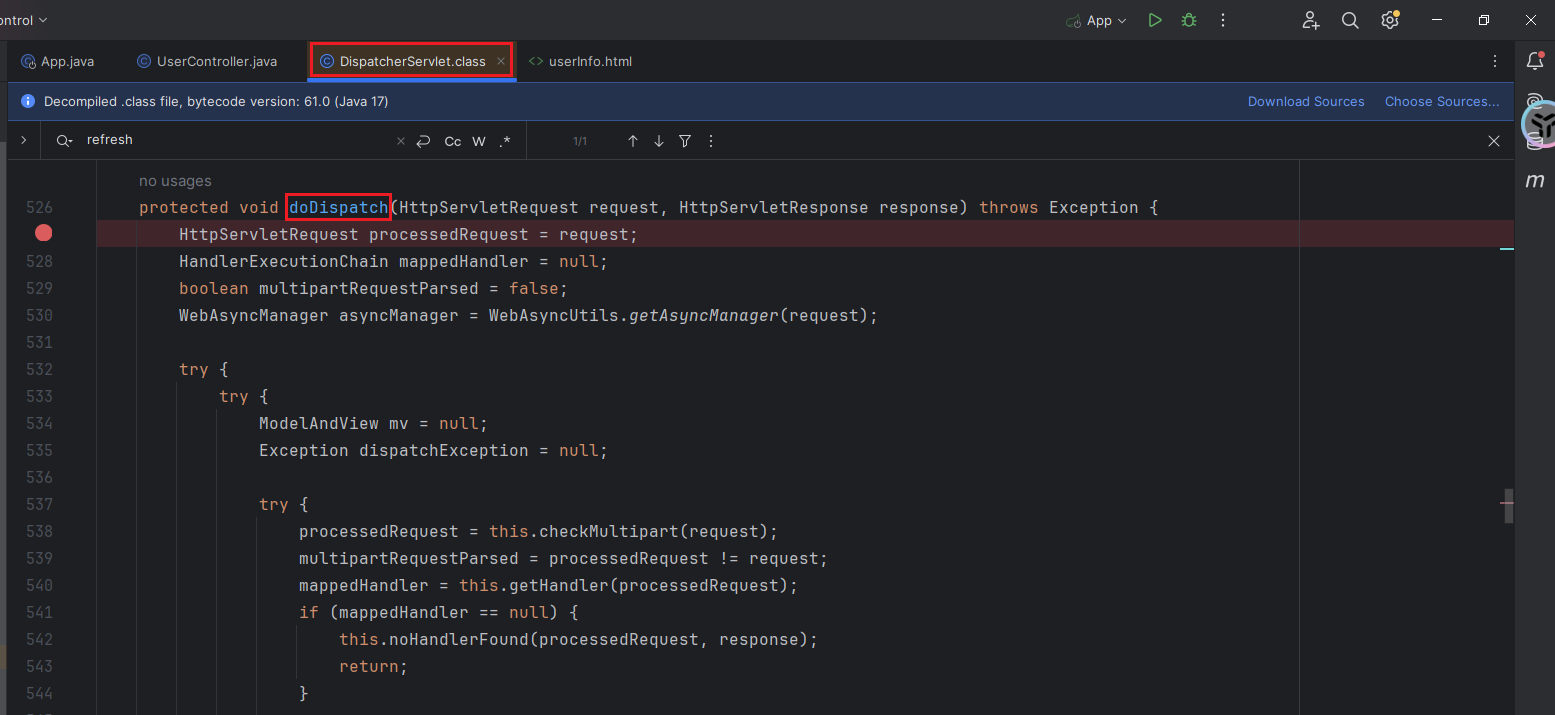 ontrol
App
App.java
UserController.java
DispatcherServlet.class
userInfo.html
Decompiled .class file, bytecode version: 61.0 (Java 17)
Download Sources
Choose Sources...
refresh
Cc
W
.*
1/1
m
no usages
526 protected void doDispatch(HttpServletRequest request, HttpServletResponse response) throws Exception {
HttpServletRequest processedRequest = request;
528 HandlerExecutionChain mappedHandler = null;
529 boolean multipartRequestParsed = false;
530 WebAsyncManager asyncManager = WebAsyncUtils.getAsyncManager(request);
531
532 try {
533 try {
534 ModelAndView mv = null;
535 Exception dispatchException = null;
536
537 try {
538 processedRequest = this.checkMultipart(request);
539 multipartRequestParsed = processedRequest != request;
540 mappedHandler = this.getHandler(processedRequest);
541 if (mappedHandler == null) {
542 this.noHandlerFound(processedRequest, response);
543 return;
544 }